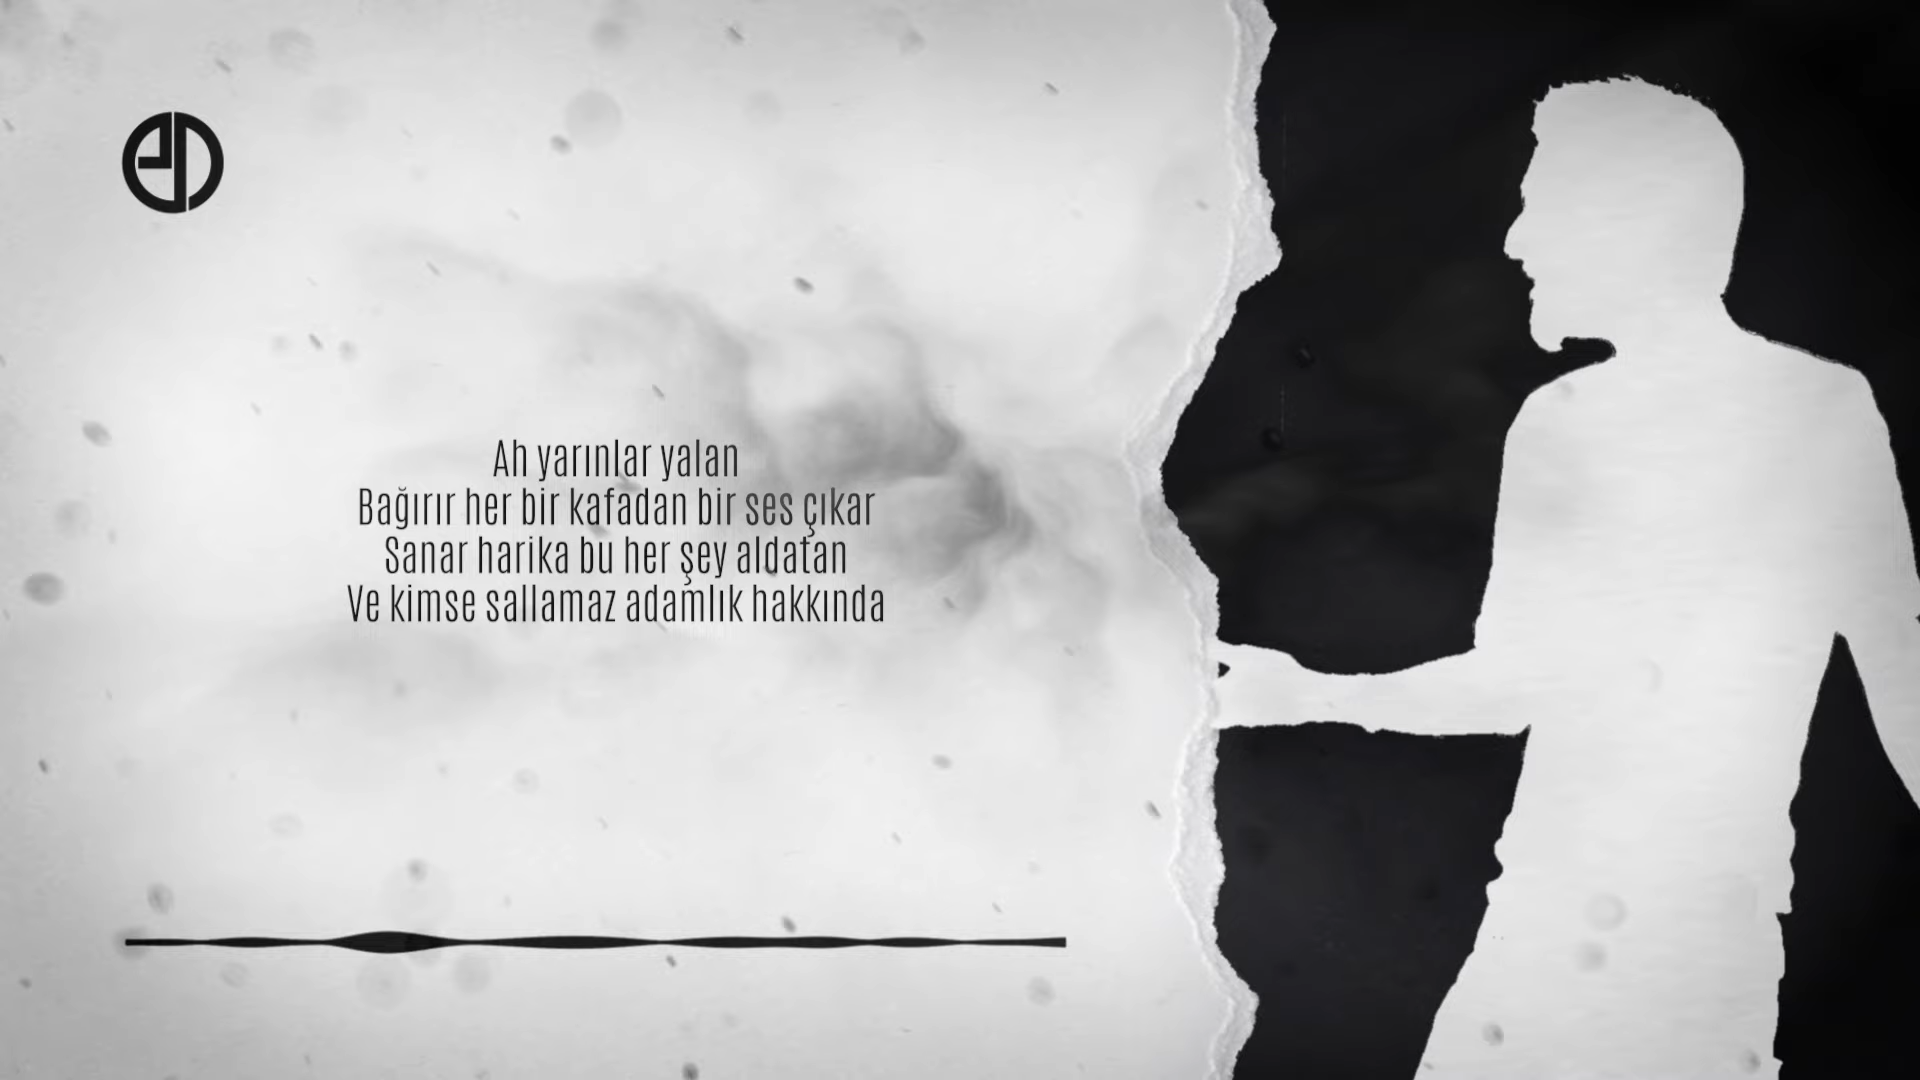 Ah yarınlar yalan
Bağırır her bir kafadan bir ses çıkar
Sanar harika bu her şey aldatan
Ve kimse sallamaz adamlık hakkında